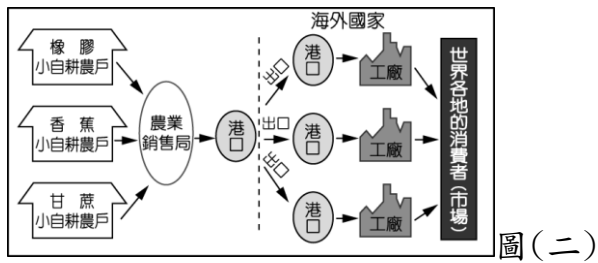 海外國家
橡膠
小自耕農戶
香蕉
小自耕農戶
甘蔗
小自耕農戶
農業
銷售局
港口
出口
出口
出口
港口
工廠
港口
工廠
港口
工廠
世界各地的消費者(市場)
圖(二)